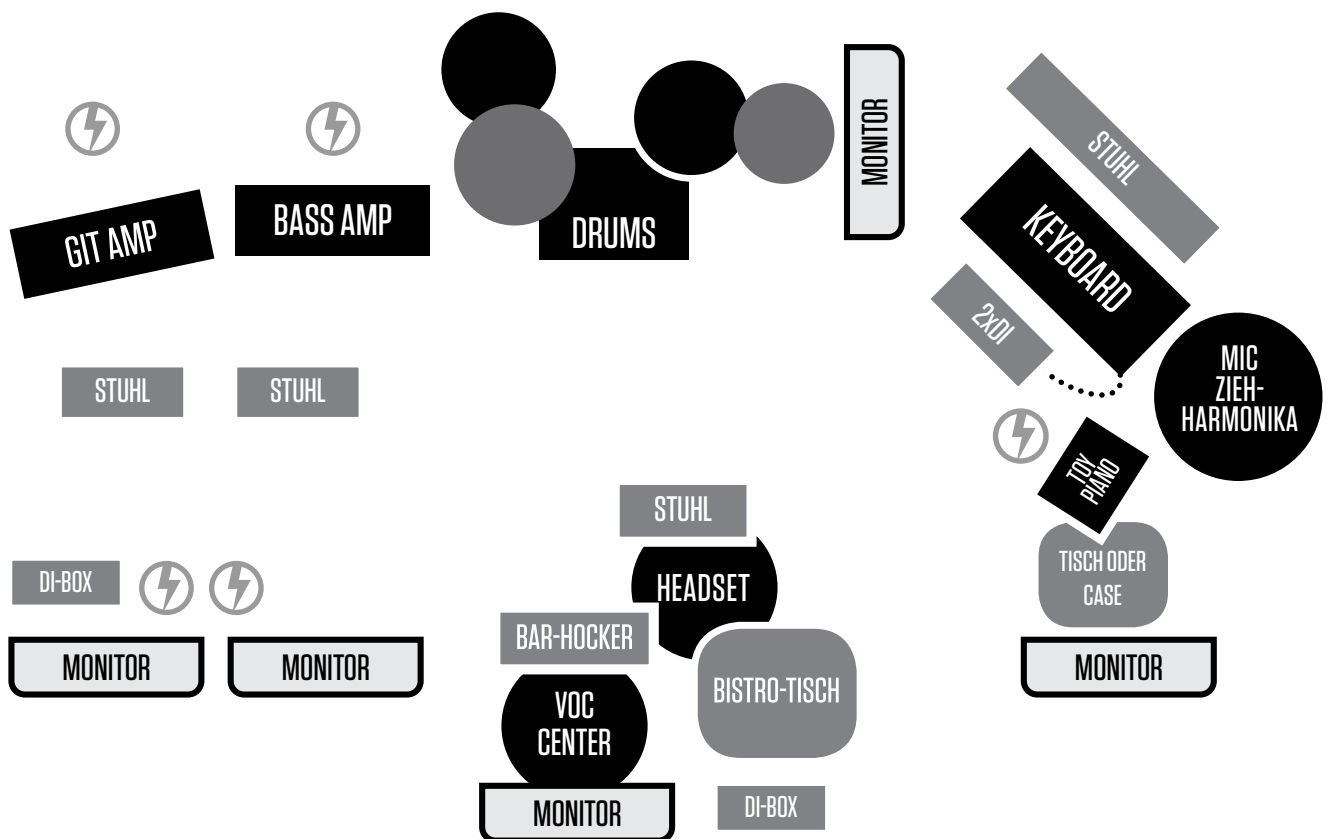 MONITOR
STUHL
GIT AMP
BASS AMP
DRUMS
KEYBOARD
2xDI
MIC
ZIEH-
HARMONIKA
STUHL
STUHL
TOY
PIANO
STUHL
TISCH ODER
CASE
DI-BOX
HEADSET
BAR-HOCKER
MONITOR
MONITOR
BISTRO-TISCH
MONITOR
VOC
CENTER
MONITOR
DI-BOX